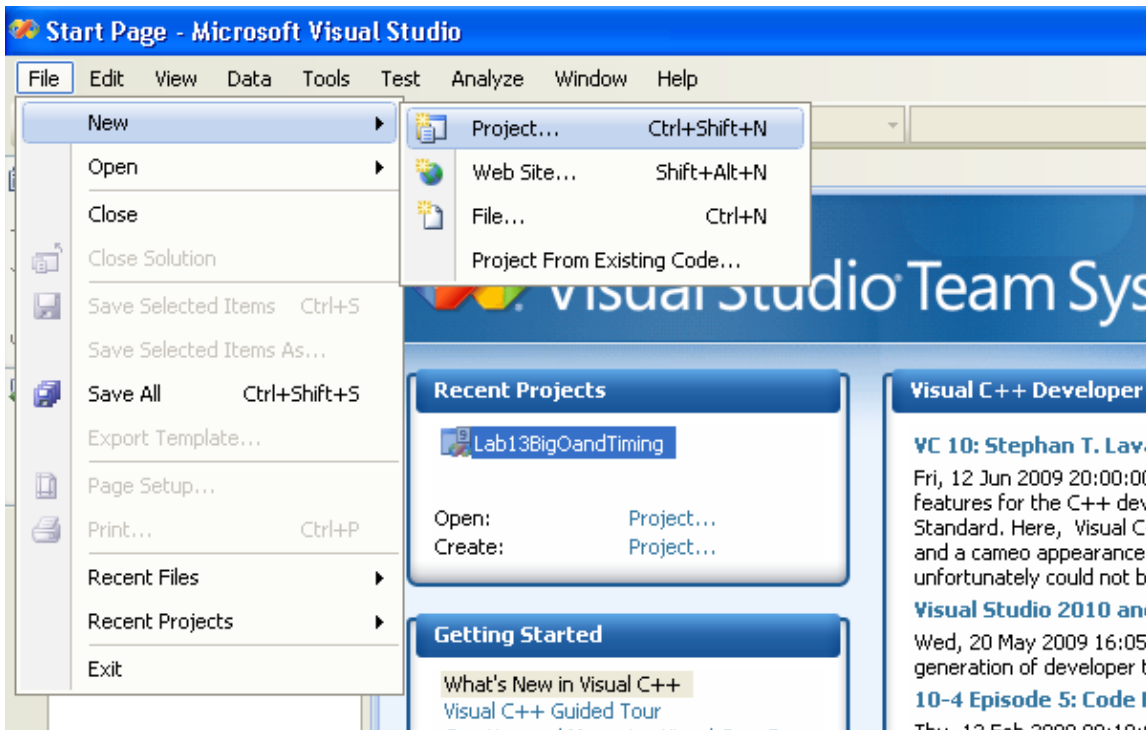 Start Page - Microsoft Visual Studio
File Edit View Data Tools Test Analyze Window Help
New
Open
Close
Close Solution
Save Selected Items Ctrl+S
Save Selected Items As...
Save All Ctrl+Shift+S
Export Template...
Page Setup...
Print... Ctrl+P
Recent Files
Recent Projects
Exit
Project... Ctrl+Shift+N
Web Site... Shift+Alt+N
File... Ctrl+N
Project From Existing Code...
Visual Studio Team Sys
Recent Projects
Lab13BigOandTiming
Open: Project...
Create: Project...
Getting Started
What's New in Visual C++
Visual C++ Guided Tour
Visual C++ Developer
VC 10: Stephan T. Lav
Fri, 12 Jun 2009 20:00:00
features for the C++ dev
Standard. Here, Visual C
and a cameo appearance
unfortunately could not b
Visual Studio 2010 an
Wed, 20 May 2009 16:05
generation of developer t
10-4 Episode 5: Code